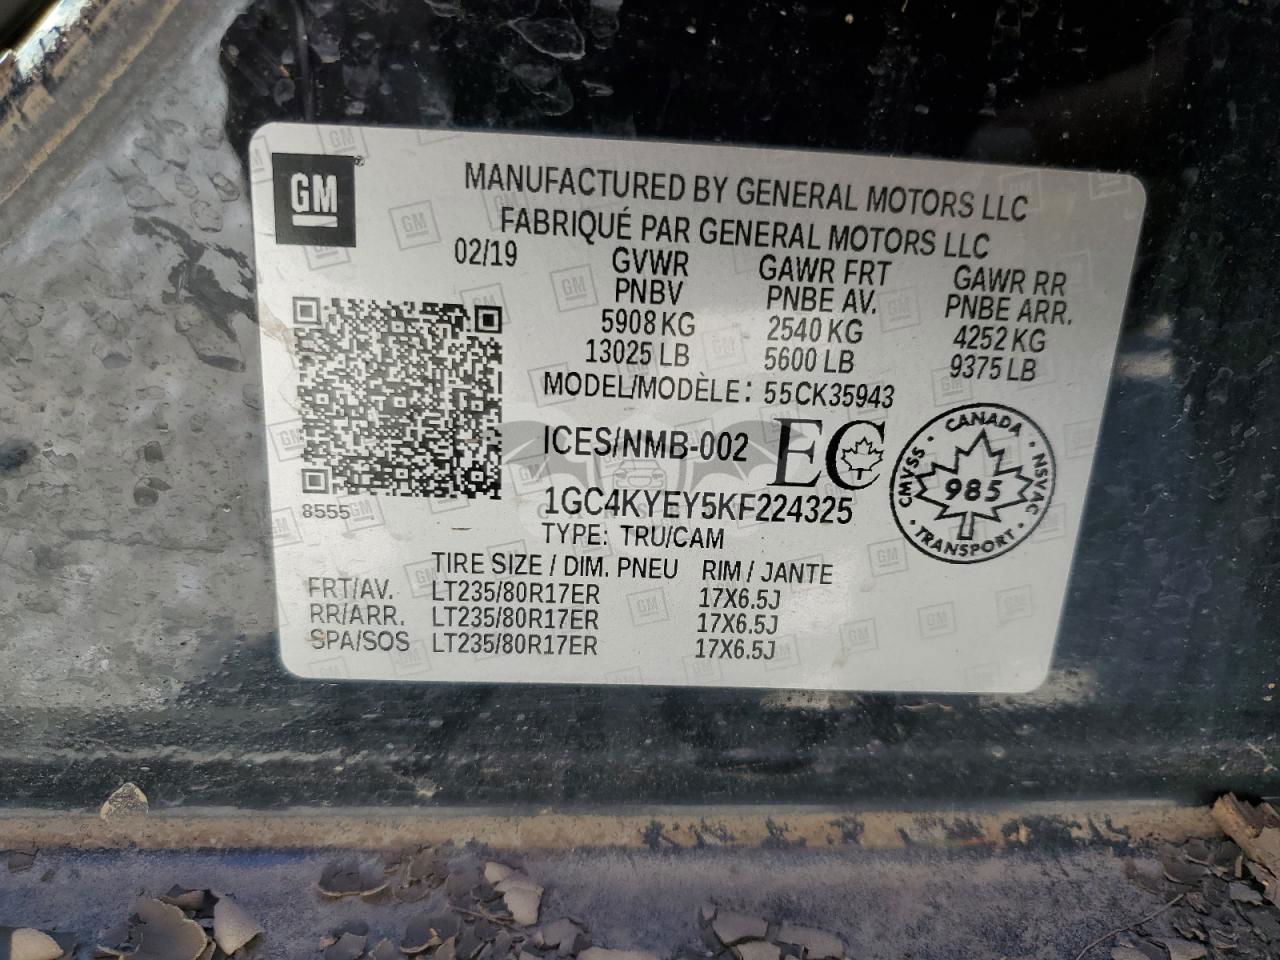 GM
MANUFACTURED BY GENERAL MOTORS LLC
FABRIQUÉ PAR GENERAL MOTORS LLC
02/19 GVWR GAWR FRT GAWR RR
PNBV PNBE AV. PNBE ARR.
5908 KG 2540 KG 4252 KG
13025 LB 5600 LB 9375 LB
MODEL/MODÈLE: 55CK35943
ICES/NMB-002 EC
CANADA
CMVSS 985 NSVAC
TRANSPORT
8555
1GC4KYEY5KF224325
TYPE: TRU/CAM
TIRE SIZE / DIM. PNEU RIM / JANTE
FRT/AV. LT235/80R17ER 17X6.5J
RR/ARR. LT235/80R17ER 17X6.5J
SPA/SOS LT235/80R17ER 17X6.5J